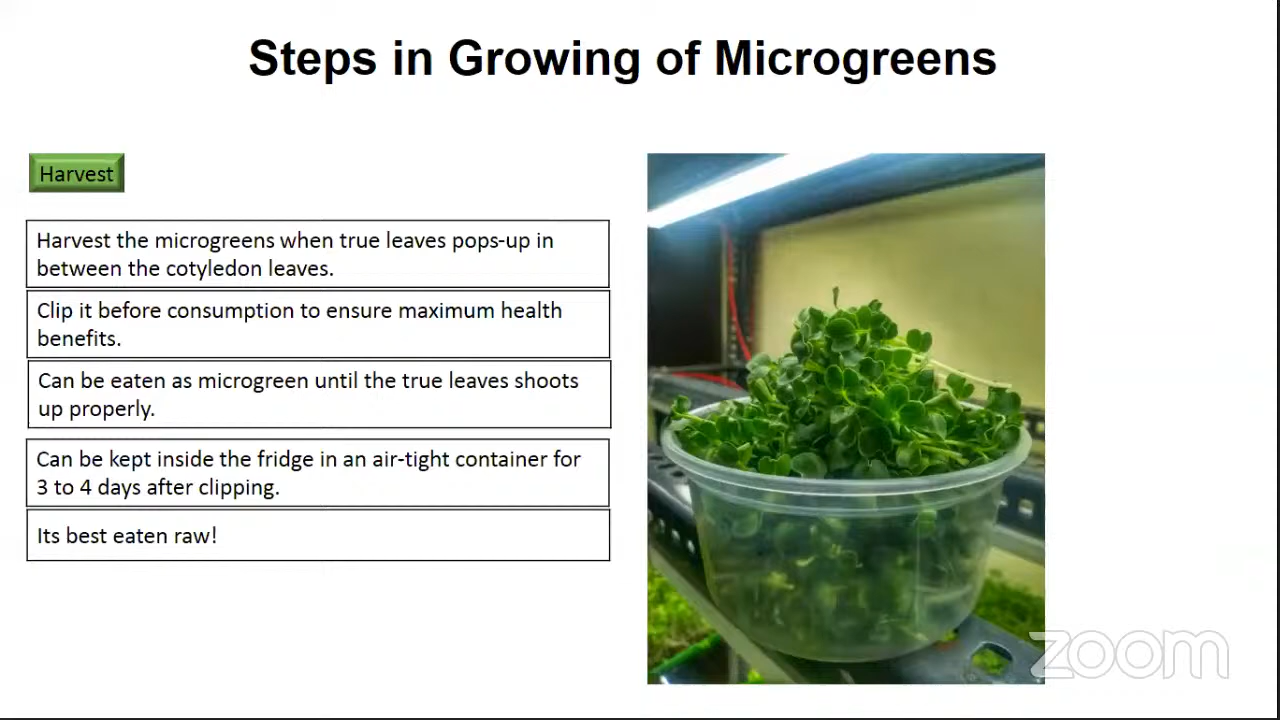 Steps in Growing of Microgreens
Harvest
Harvest the microgreens when true leaves pops-up in
between the cotyledon leaves.
Clip it before consumption to ensure maximum health
benefits.
Can be eaten as microgreen until the true leaves shoots
up properly.
Can be kept inside the fridge in an air-tight container for
3 to 4 days after clipping.
Its best eaten raw!
zoom